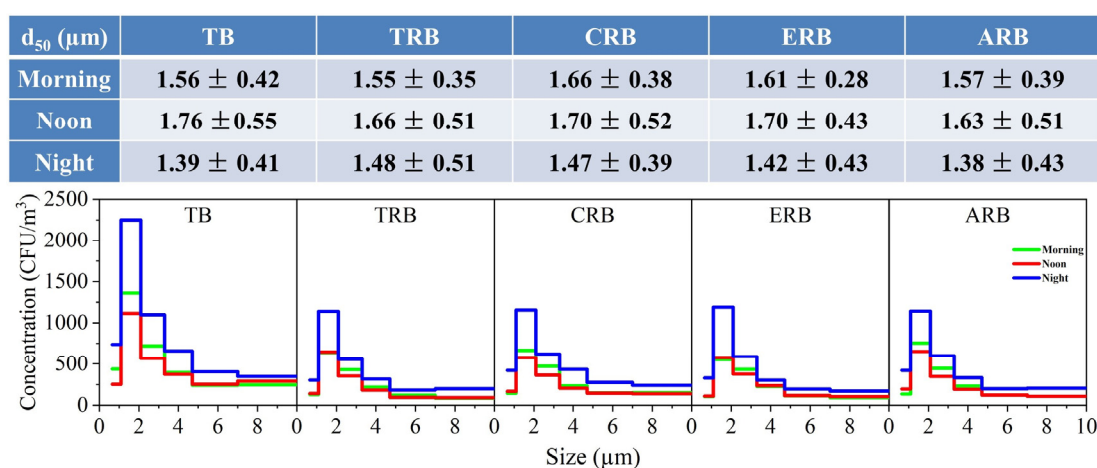 d50 (μm) TB TRB CRB ERB ARB
Morning 1.56 ± 0.42 1.55 ± 0.35 1.66 ± 0.38 1.61 ± 0.28 1.57 ± 0.39
Noon 1.76 ±0.55 1.66 ± 0.51 1.70 ± 0.52 1.70 ± 0.43 1.63 ± 0.51
Night 1.39 ± 0.41 1.48 ± 0.51 1.47 ± 0.39 1.42 ± 0.43 1.38 ± 0.43
TB TRB CRB ERB ARB
Concentration (CFU/m³)
2500
2000
1500
1000
500
0
Morning
Noon
Night
0 2 4 6 8 0 2 4 6 8 0 2 4 6 8 0 2 4 6 8 0 2 4 6 8 10
Size (μm)